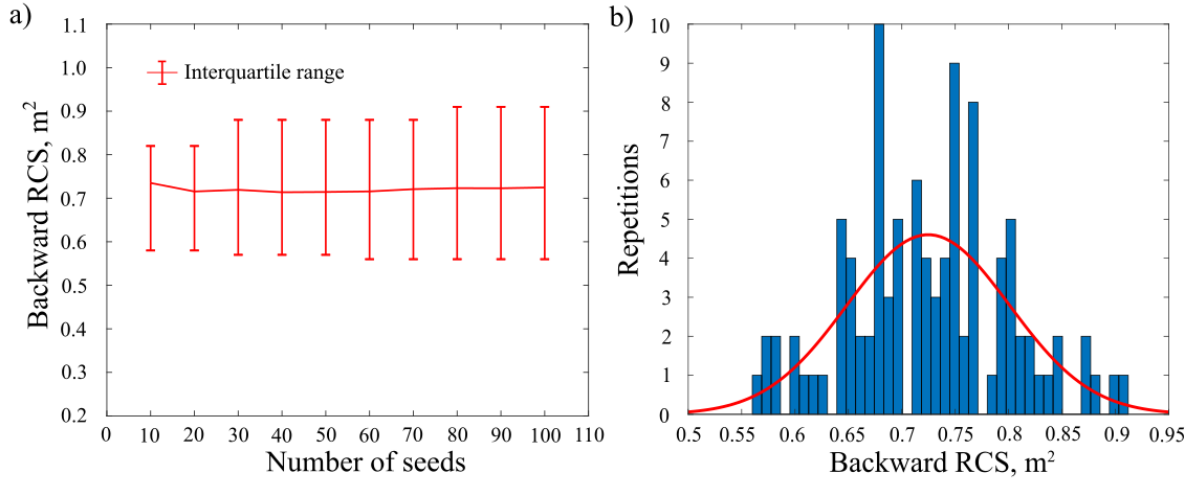 a)
1.1
1.0
0.9
0.8
0.7
0.6
0.5
0.4
0.3
0.2
Backward RCS, m²
Interquartile range
0 10 20 30 40 50 60 70 80 90 100 110
Number of seeds
b)
10
9
8
7
6
5
4
3
2
1
0
Repetitions
0.5 0.55 0.6 0.65 0.7 0.75 0.8 0.85 0.9 0.95
Backward RCS, m²